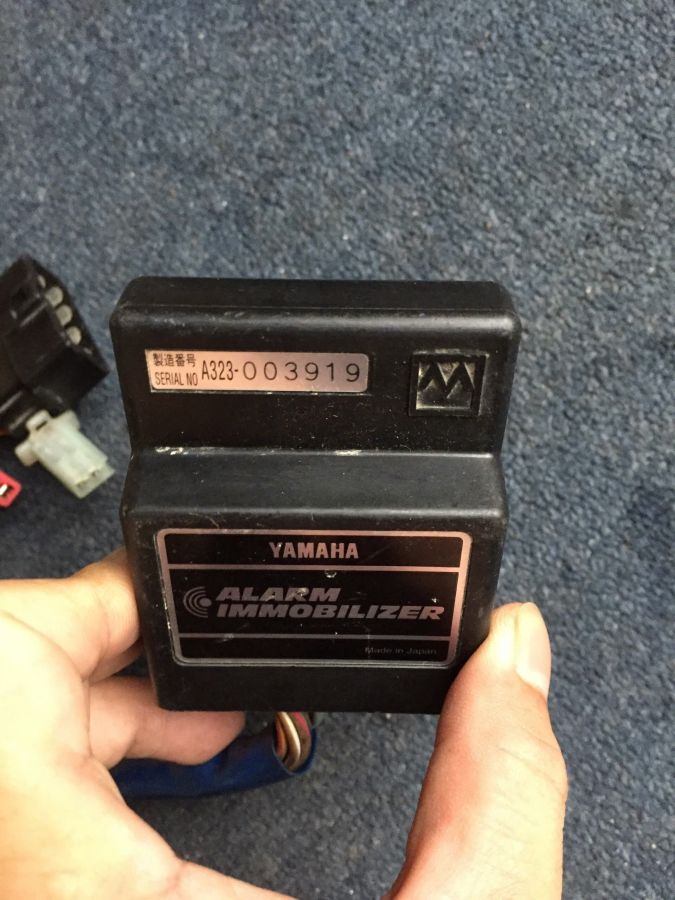 製造番号
SERIAL NO A323-003919
YAMAHA
ALARM
IMMOBILIZER
Made in Japan